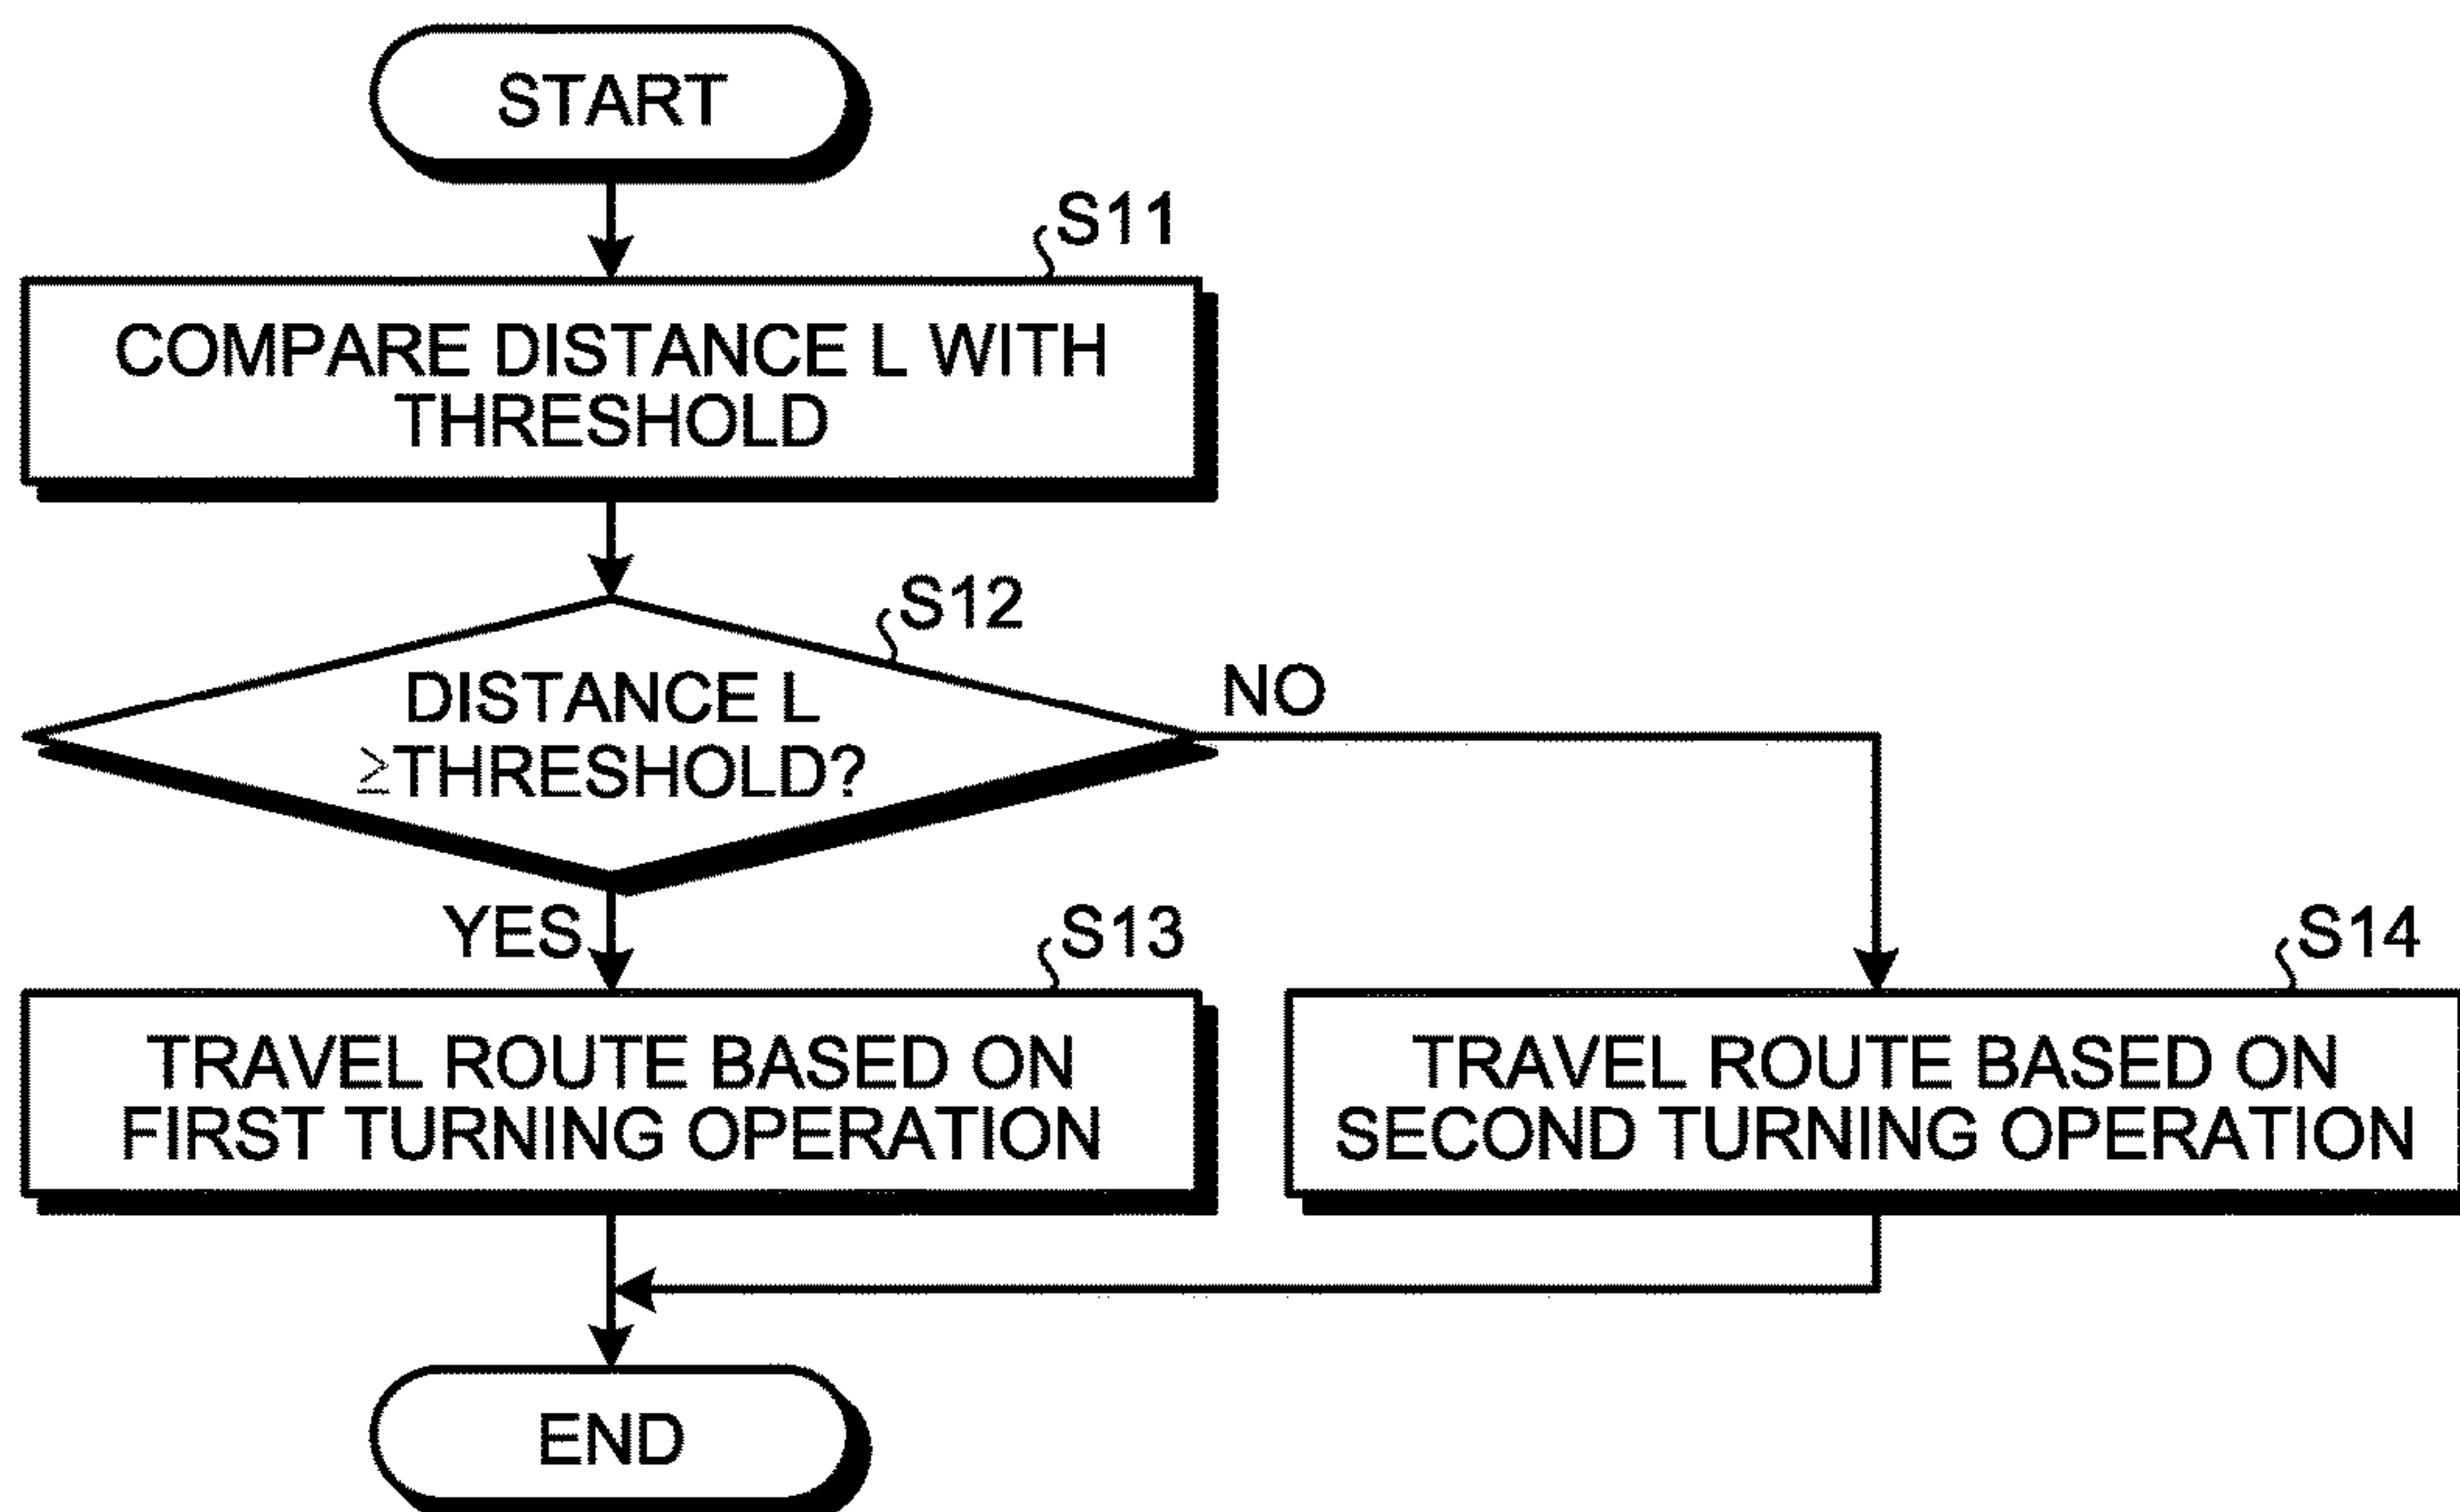 START
S11
COMPARE DISTANCE L WITH
THRESHOLD
S12
DISTANCE L
≥THRESHOLD?
NO
YES
S13
TRAVEL ROUTE BASED ON
FIRST TURNING OPERATION
S14
TRAVEL ROUTE BASED ON
SECOND TURNING OPERATION
END